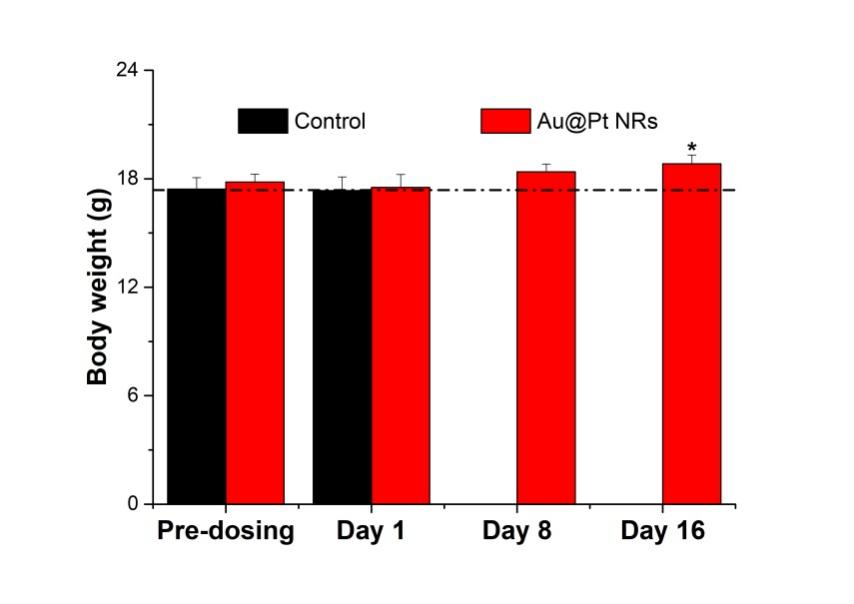 24
Control
Au@Pt NRs
*
18
12
6
0
Body weight (g)
Pre-dosing
Day 1
Day 8
Day 16